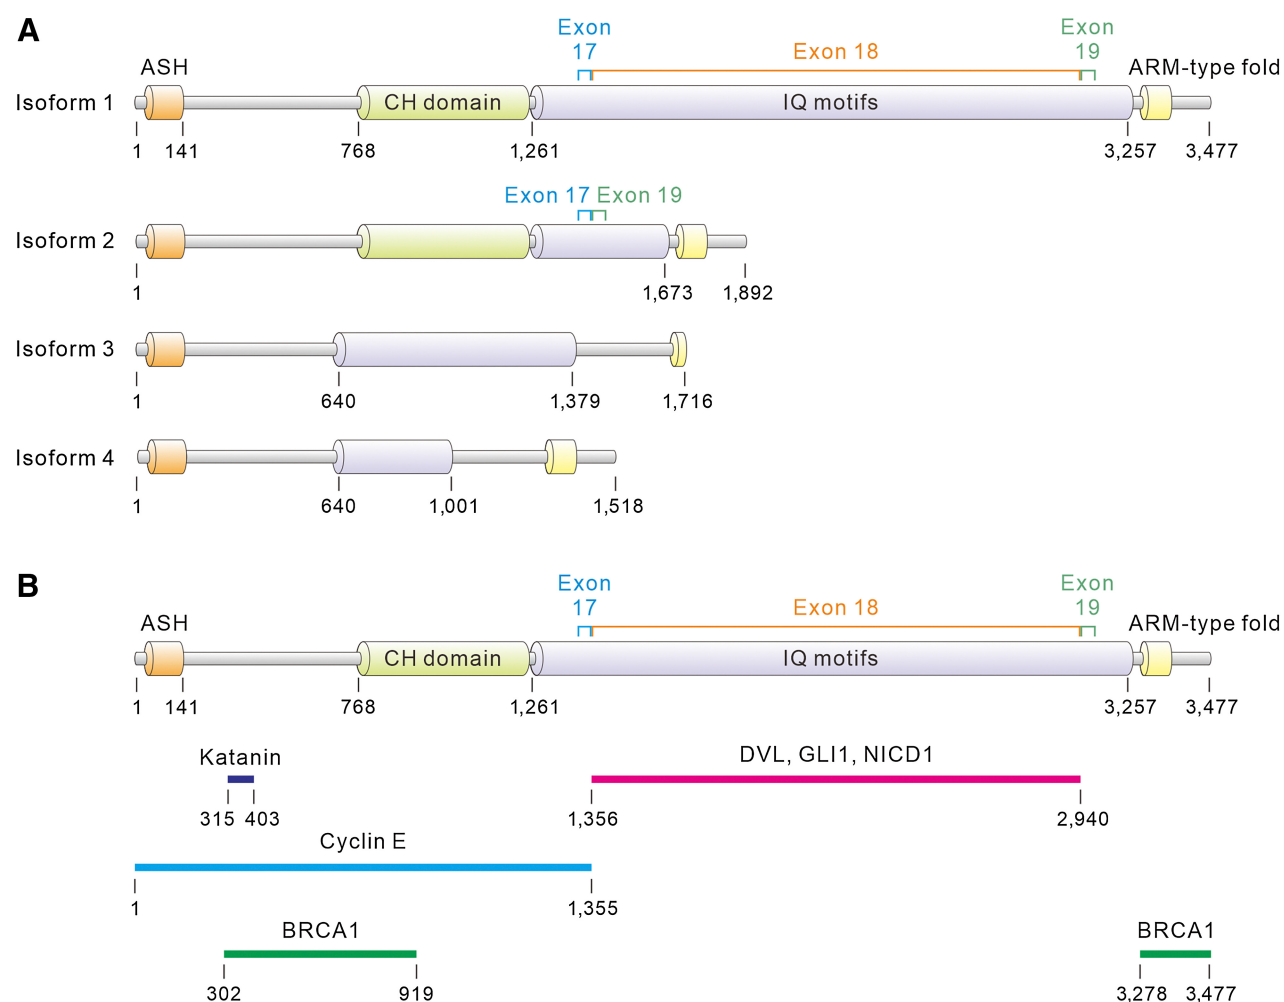 A
Exon
17
Exon 18
Exon
19
ASH
ARM-type fold
Isoform 1
CH domain
IQ motifs
1 141 768 1,261 3,257 3,477
Exon 17 Exon 19
Isoform 2
1 1,673 1,892
Isoform 3
1 640 1,379 1,716
Isoform 4
1 640 1,001 1,518
B
Exon
17
Exon 18
Exon
19
ASH
ARM-type fold
CH domain
IQ motifs
1 141 768 1,261 3,257 3,477
Katanin
315 403
DVL, GLI1, NICD1
1,356 2,940
Cyclin E
1 1,355
BRCA1
302 919
BRCA1
3,278 3,477